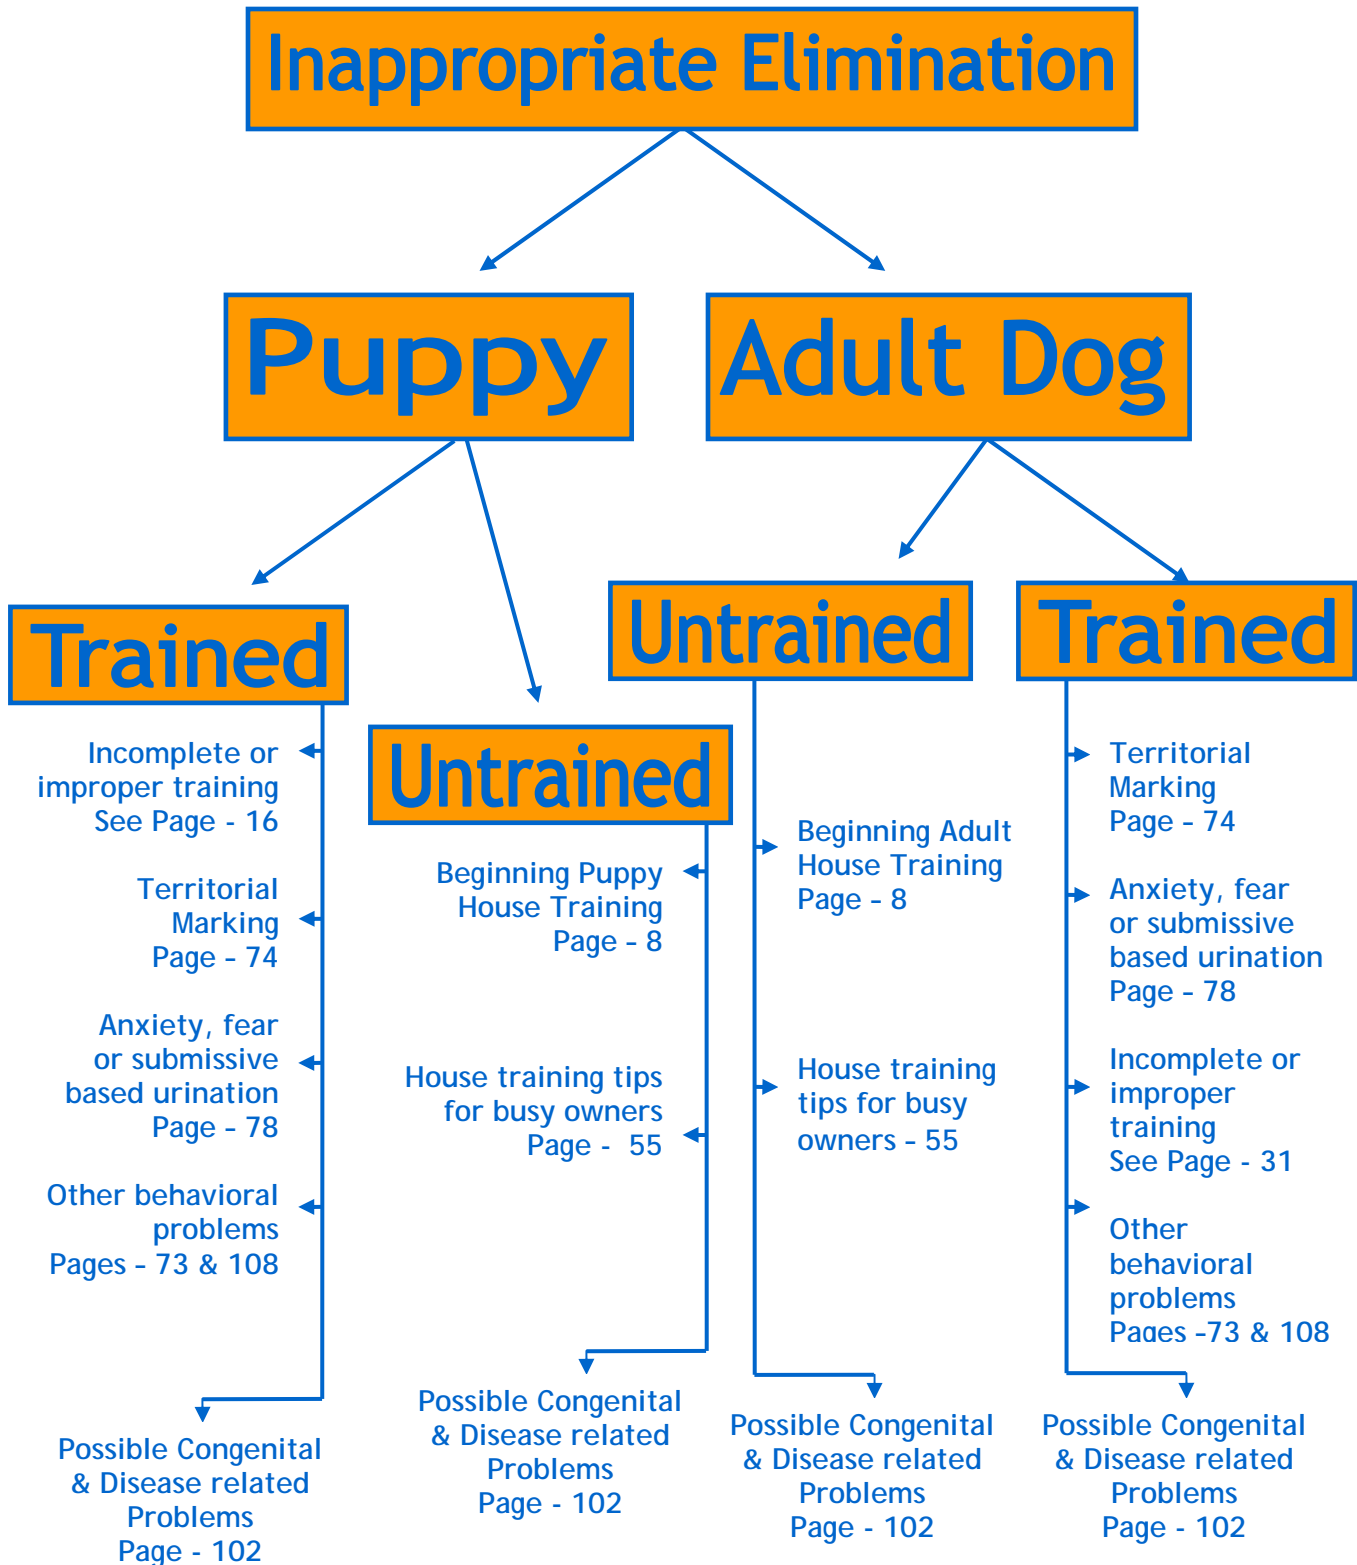 Inappropriate Elimination
Puppy
Adult Dog
Trained
Incomplete or
improper training
See Page - 16
Territorial
Marking
Page – 74
Anxiety, fear
or submissive
based urination
Page – 78
Other behavioral
problems
Pages – 73 & 108
Possible Congenital
& Disease related
Problems
Page - 102
Untrained
Beginning Puppy
House Training
Page – 8
House training tips
for busy owners
Page -  55
Possible Congenital
& Disease related
Problems
Page - 102
Untrained
Beginning Adult
House Training
Page – 8
House training
tips for busy
owners – 55
Possible Congenital
& Disease related
Problems
Page - 102
Trained
Territorial
Marking
Page – 74
Anxiety, fear
or submissive
based urination
Page – 78
Incomplete or
improper
training
See Page - 31
Other
behavioral
problems
Pages –73 & 108
Possible Congenital
& Disease related
Problems
Page - 102